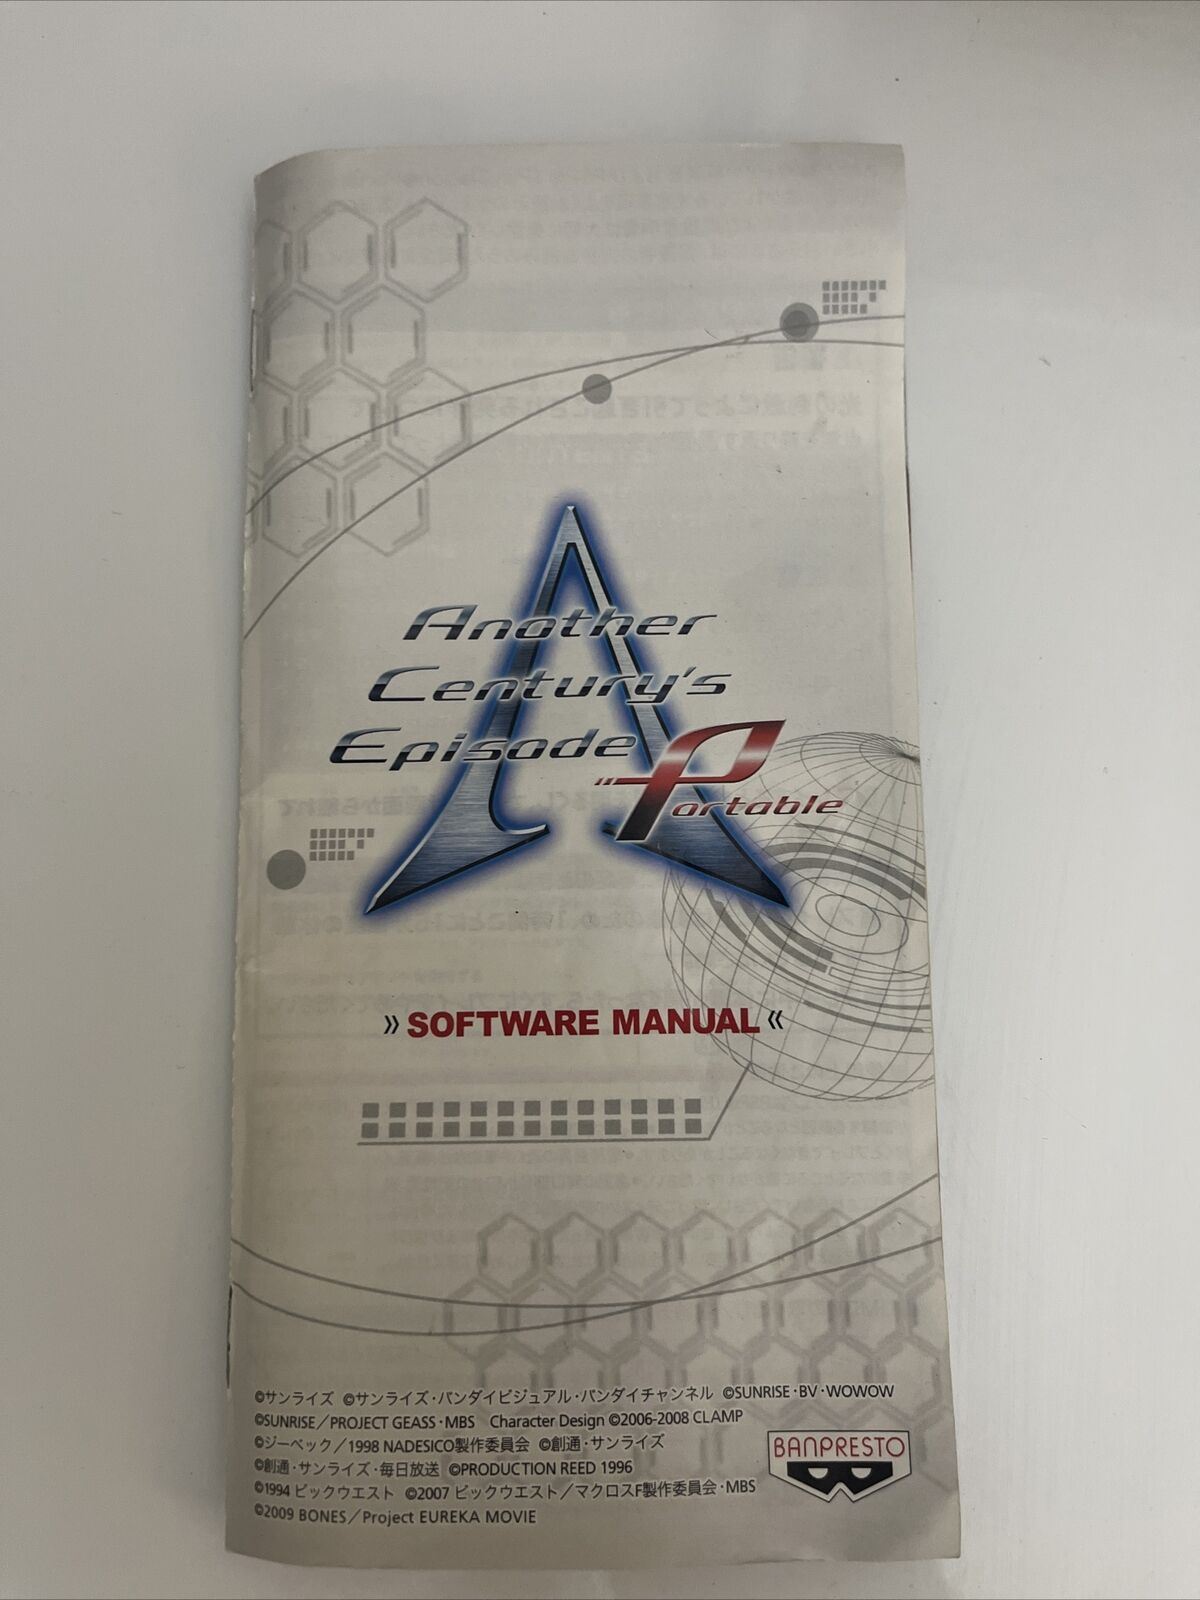 Another
Century's
Episode
Portable
》SOFTWARE MANUAL《
©サンライズ ©サンライズ・バンダイビジュアル・バンダイチャンネル ©SUNRISE・BV・WOWOW
©SUNRISE／PROJECT GEASS・MBS Character Design ©2006-2008 CLAMP
©ジーベック／1998 NADESICO製作委員会 ©創通・サンライズ
©創通・サンライズ・毎日放送 ©PRODUCTION REED 1996
©1994 ビックウエスト ©2007 ビックウエスト／マクロスF製作委員会・MBS
©2009 BONES／Project EUREKA MOVIE
BANPRESTO